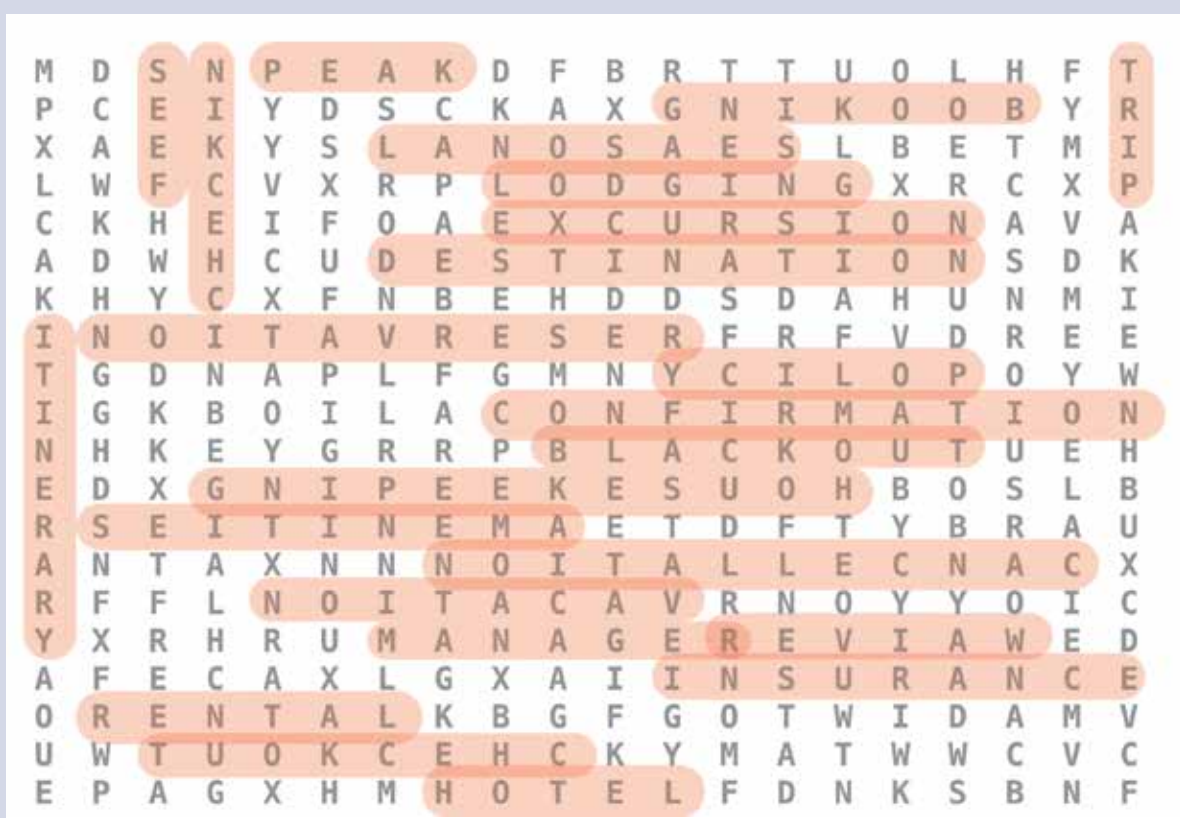 M D S N P E A K D F B R T T U O L H F T
P C E I Y D S C K A X G N I K O O B Y R
X A E K Y S L A N O S A E S L B E T M I
L W F C V X R P L O D G I N G X R C X P
C K H E I F O A E X C U R S I O N A V A
A D W H C U D E S T I N A T I O N S D K
K H Y C X F N B E H D D S D A H U N M I
I N O I T A V R E S E R F R F V D R E E
T G D N A P L F G M N Y C I L O P O Y W
I G K B O I L A C O N F I R M A T I O N
N H K E Y G R R P B L A C K O U T U E H
E D X G N I P E E K E S U O H B O S L B
R S E I T I N E M A E T D F T Y B R A U
A N T A X N N N O I T A L L E C N A C X
R F F L N O I T A C A V R N O Y Y O I C
Y X R H R U M A N A G E R E V I A W E D
A F E C A X L G X A I I N S U R A N C E
O R E N T A L K B G F G O T W I D A M V
U W T U O K C E H C K Y M A T W W C V C
E P A G X H M H O T E L F D N K S B N F